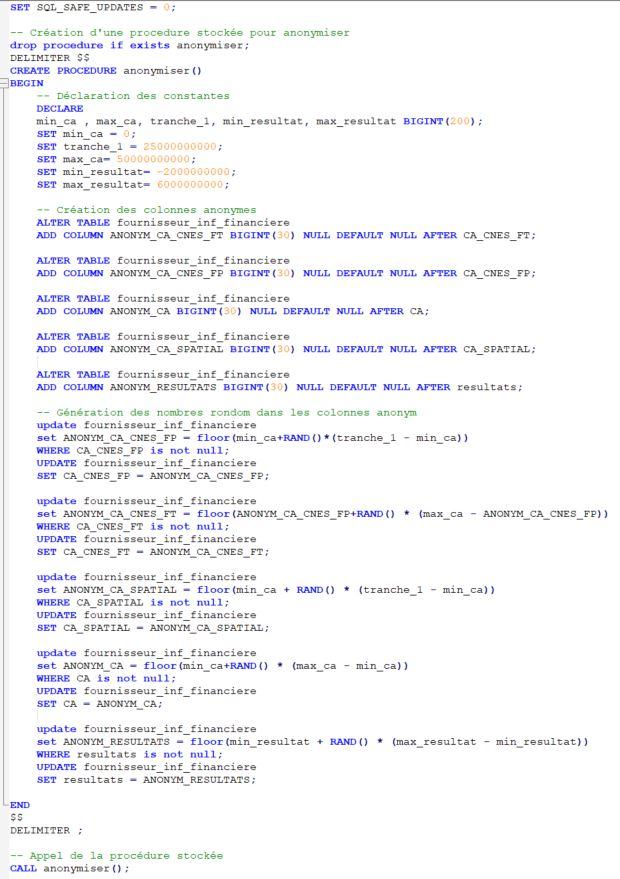 SET SQL_SAFE_UPDATES = 0;
-- Création d'une procedure stockée pour anonymiser
drop procedure if exists anonymiser;
DELIMITER $$
CREATE PROCEDURE anonymiser()
BEGIN
-- Déclaration des constantes
DECLARE
min_ca , max_ca, tranche_1, min_resultat, max_resultat BIGINT(200);
SET min_ca = 0;
SET tranche_1 = 25000000000;
SET max_ca= 50000000000;
SET min_resultat= -2000000000;
SET max_resultat= 6000000000;
-- Création des colonnes anonymes
ALTER TABLE fournisseur_inf_financiere
ADD COLUMN ANONYM_CA_CNES_FT BIGINT(30) NULL DEFAULT NULL AFTER CA_CNES_FT;
ALTER TABLE fournisseur_inf_financiere
ADD COLUMN ANONYM_CA_CNES_FP BIGINT(30) NULL DEFAULT NULL AFTER CA_CNES_FP;
ALTER TABLE fournisseur_inf_financiere
ADD COLUMN ANONYM_CA BIGINT(30) NULL DEFAULT NULL AFTER CA;
ALTER TABLE fournisseur_inf_financiere
ADD COLUMN ANONYM_CA_SPATIAL BIGINT(30) NULL DEFAULT NULL AFTER CA_SPATIAL;
ALTER TABLE fournisseur_inf_financiere
ADD COLUMN ANONYM_RESULTATS BIGINT(30) NULL DEFAULT NULL AFTER resultats;
-- Génération des nombres rondom dans les colonnes anonym
update fournisseur_inf_financiere
set ANONYM_CA_CNES_FP = floor(min_ca+RAND()*(tranche_1 - min_ca))
WHERE CA_CNES_FP is not null;
UPDATE fournisseur_inf_financiere
SET CA_CNES_FP = ANONYM_CA_CNES_FP;
update fournisseur_inf_financiere
set ANONYM_CA_CNES_FT = floor(ANONYM_CA_CNES_FP+RAND() * (max_ca - ANONYM_CA_CNES_FP))
WHERE CA_CNES_FT is not null;
UPDATE fournisseur_inf_financiere
SET CA_CNES_FT = ANONYM_CA_CNES_FT;
update fournisseur_inf_financiere
set ANONYM_CA_SPATIAL = floor(min_ca + RAND() * (tranche_1 - min_ca))
WHERE CA_SPATIAL is not null;
UPDATE fournisseur_inf_financiere
SET CA_SPATIAL = ANONYM_CA_SPATIAL;
update fournisseur_inf_financiere
set ANONYM_CA = floor(min_ca+RAND() * (max_ca - min_ca))
WHERE CA is not null;
UPDATE fournisseur_inf_financiere
SET CA = ANONYM_CA;
update fournisseur_inf_financiere
set ANONYM_RESULTATS = floor(min_resultat + RAND() * (max_resultat - min_resultat))
WHERE resultats is not null;
UPDATE fournisseur_inf_financiere
SET resultats = ANONYM_RESULTATS;
END
$$
DELIMITER ;
-- Appel de la procédure stockée
CALL anonymiser();